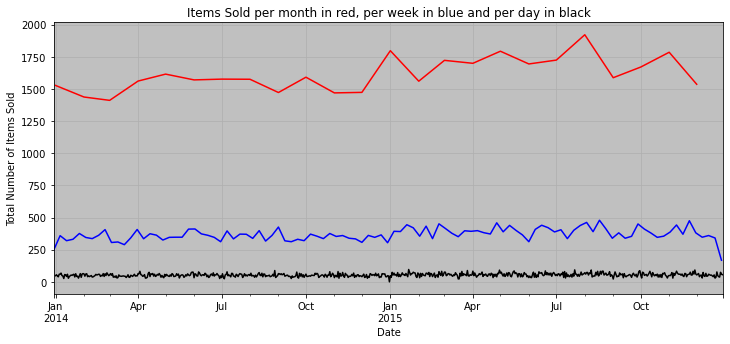 Items Sold per month in red, per week in blue and per day in black
Total Number of Items Sold
2000
1750
1500
1250
1000
750
500
250
0
Jan Apr Jul Oct Jan Apr Jul Oct
2014 2015
Date